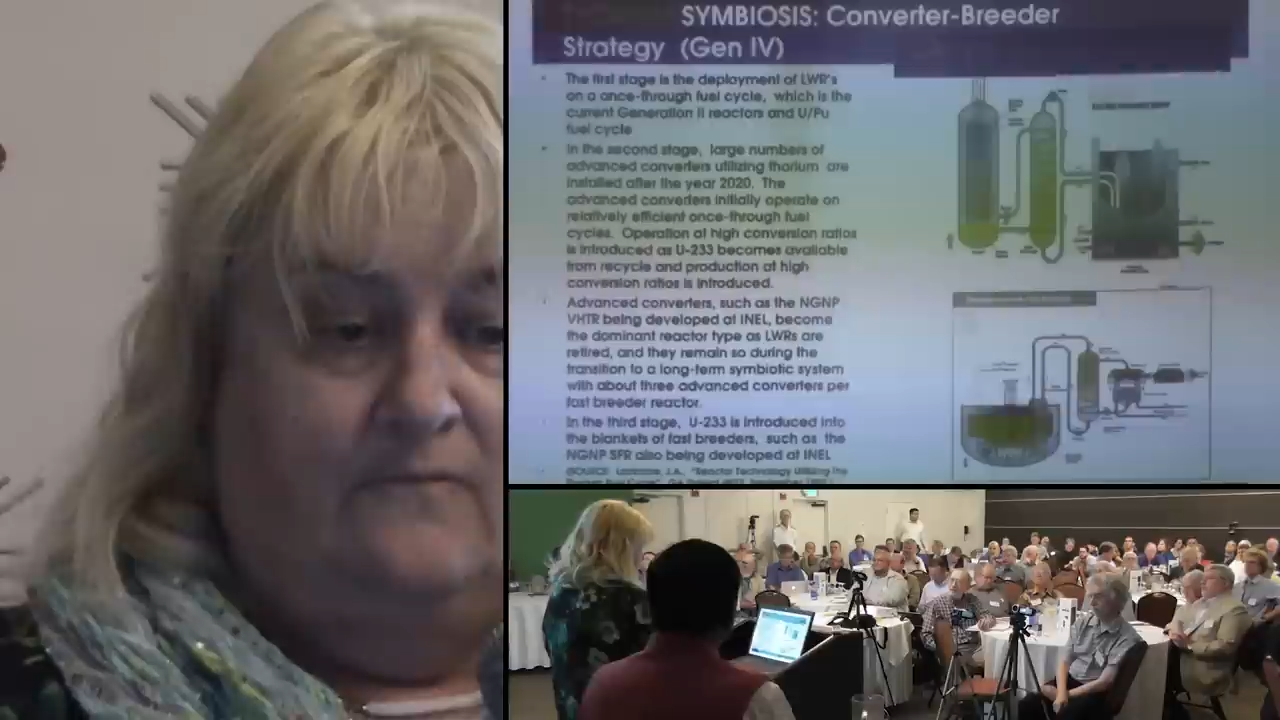 SYMBIOSIS: Converter-Breeder
Strategy (Gen IV)
The first stage is the deployment of LWR's
on a once-through fuel cycle, which is the
current Generation II reactors and U/Pu
fuel cycle
In the second stage, large numbers of
advanced converters utilizing thorium are
installed after the year 2020. The
advanced converters initially operate on
relatively efficient once-through fuel
cycles. Operation at high conversion ratios
is introduced as U-233 becomes available
from recycle and production at high
conversion ratios is introduced.
Advanced converters, such as the NGNP
VHTR being developed at INEL, become
the dominant reactor type as LWRs are
retired, and they remain so during the
transition to a long-term symbiotic system
with about three advanced converters per
fast breeder reactor.
In the third stage, U-233 is introduced into
the blankets of fast breeders, such as the
NGNP SFR also being developed at INEL
(SOURCE: J.A., "Reactor Technology Utilizing the